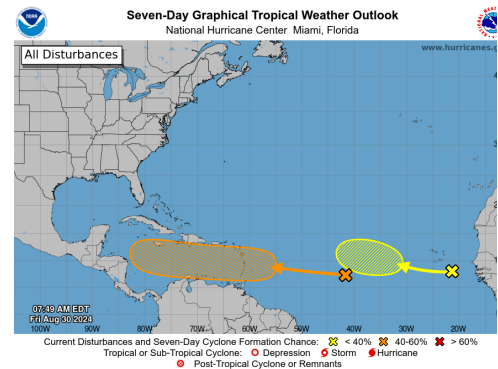 Seven-Day Graphical Tropical Weather Outlook
National Hurricane Center Miami, Florida
All Disturbances
www.hurricanes.g
07:49 AM EDT
Fri Aug 30 2024
100W 90W 80W 70W 60W 50W 40W 30W 20W
Current Disturbances and Seven-Day Cyclone Formation Chance: < 40% 40-60% > 60%
Tropical or Sub-Tropical Cyclone: Depression Storm Hurricane
Post-Tropical Cyclone or Remnants